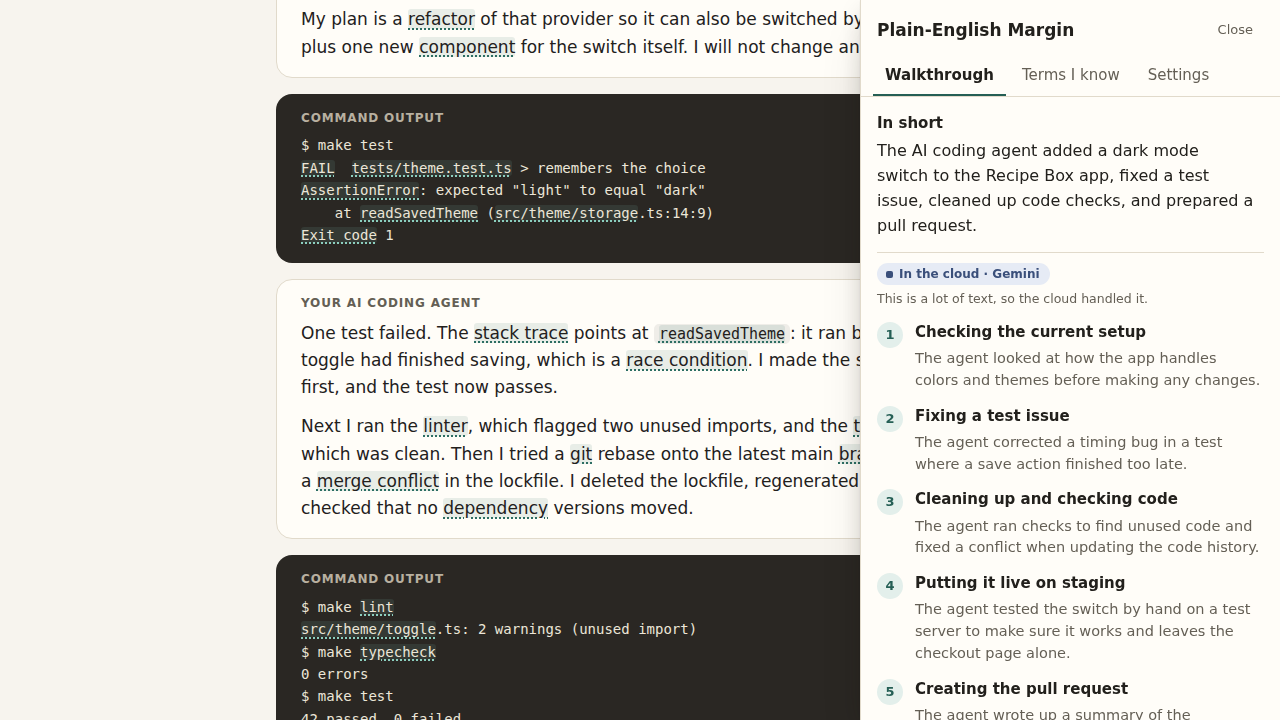 My plan is a refactor of that provider so it can also be switched by
plus one new component for the switch itself. I will not change an
COMMAND OUTPUT
$ make test
FAIL  tests/theme.test.ts > remembers the choice
AssertionError: expected "light" to equal "dark"
    at readSavedTheme (src/theme/storage.ts:14:9)
Exit code 1
YOUR AI CODING AGENT
One test failed. The stack trace points at readSavedTheme: it ran b
toggle had finished saving, which is a race condition. I made the s
first, and the test now passes.
Next I ran the linter, which flagged two unused imports, and the t
which was clean. Then I tried a git rebase onto the latest main bra
a merge conflict in the lockfile. I deleted the lockfile, regenerated
checked that no dependency versions moved.
COMMAND OUTPUT
$ make lint
src/theme/toggle.ts: 2 warnings (unused import)
$ make typecheck
0 errors
$ make test
42 passed, 0 failed
Plain-English Margin
Close
Walkthrough
Terms I know
Settings
In short
The AI coding agent added a dark mode
switch to the Recipe Box app, fixed a test
issue, cleaned up code checks, and prepared a
pull request.
In the cloud · Gemini
This is a lot of text, so the cloud handled it.
1 Checking the current setup
The agent looked at how the app handles
colors and themes before making any changes.
2 Fixing a test issue
The agent corrected a timing bug in a test
where a save action finished too late.
3 Cleaning up and checking code
The agent ran checks to find unused code and
fixed a conflict when updating the code history.
4 Putting it live on staging
The agent tested the switch by hand on a test
server to make sure it works and leaves the
checkout page alone.
5 Creating the pull request
The agent wrote up a summary of the